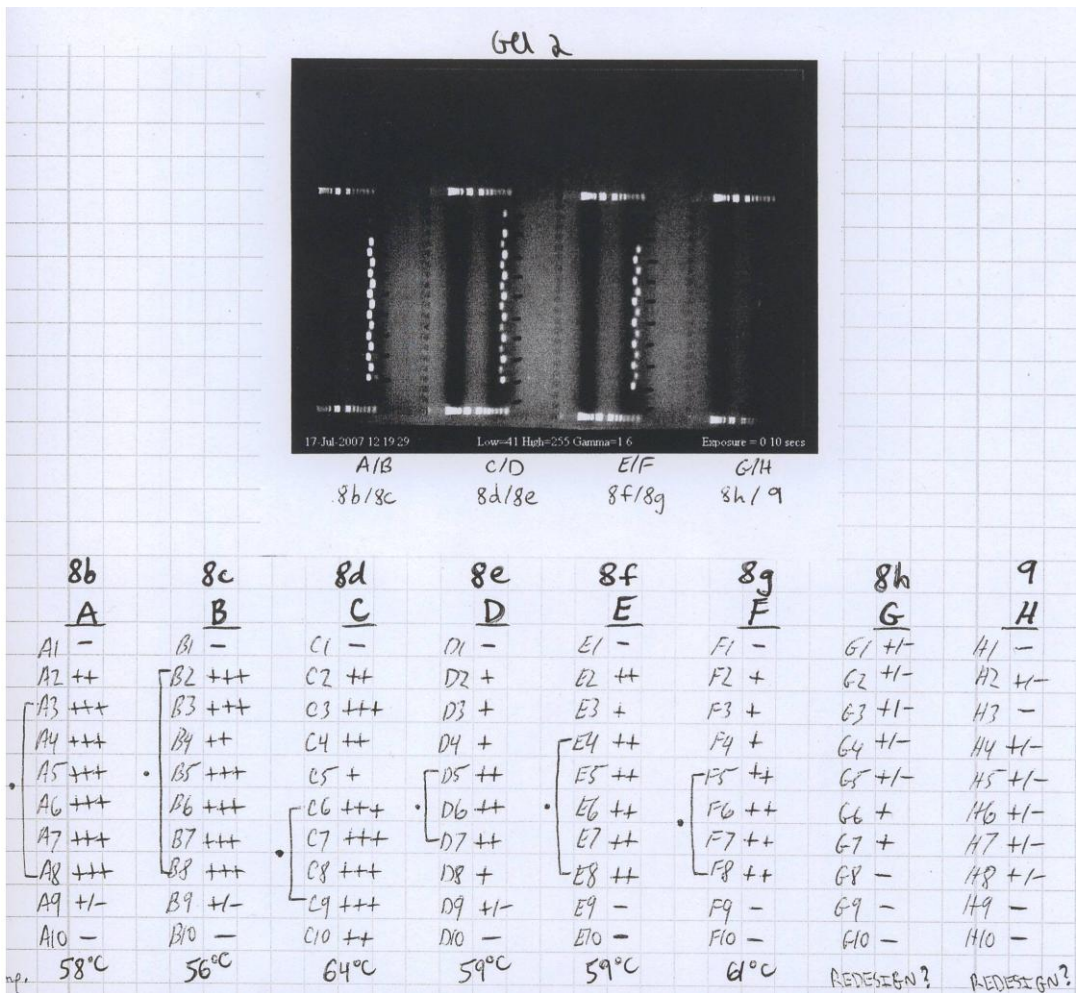 Gel 2
17-Jul-2007 12 19 29 Low=41 High=255 Gamma=1 6 Exposure = 0 10 secs
A/B C/D E/F G/H
8b/8c 8d/8e 8f/8g 8h/9
8b 8c 8d 8e 8f 8g 8h 9
A B C D E F G H
A1 - B1 - C1 - D1 - E1 - F1 - G1 +/- H1 -
A2 ++ B2 +++ C2 ++ D2 + E2 ++ F2 + G2 +/- H2 +/-
A3 +++ B3 +++ C3 +++ D3 + E3 + F3 + G3 +/- H3 -
A4 +++ B4 ++ C4 ++ D4 + E4 ++ F4 + G4 +/- H4 +/-
A5 +++ B5 +++ C5 + D5 ++ E5 ++ F5 ++ G5 +/- H5 +/-
A6 +++ B6 +++ C6 +++ D6 ++ E6 ++ F6 ++ G6 + H6 +/-
A7 +++ B7 +++ C7 +++ D7 ++ E7 ++ F7 ++ G7 + H7 +/-
A8 +++ B8 +++ C8 +++ D8 + E8 ++ F8 ++ G8 - H8 +/-
A9 +/- B9 +/- C9 +++ D9 +/- E9 - F9 - G9 - H9 -
A10 - B10 - C10 ++ D10 - E10 - F10 - G10 - H10 -
58°C 56°C 64°C 59°C 59°C 61°C REDESIGN? REDESIGN?